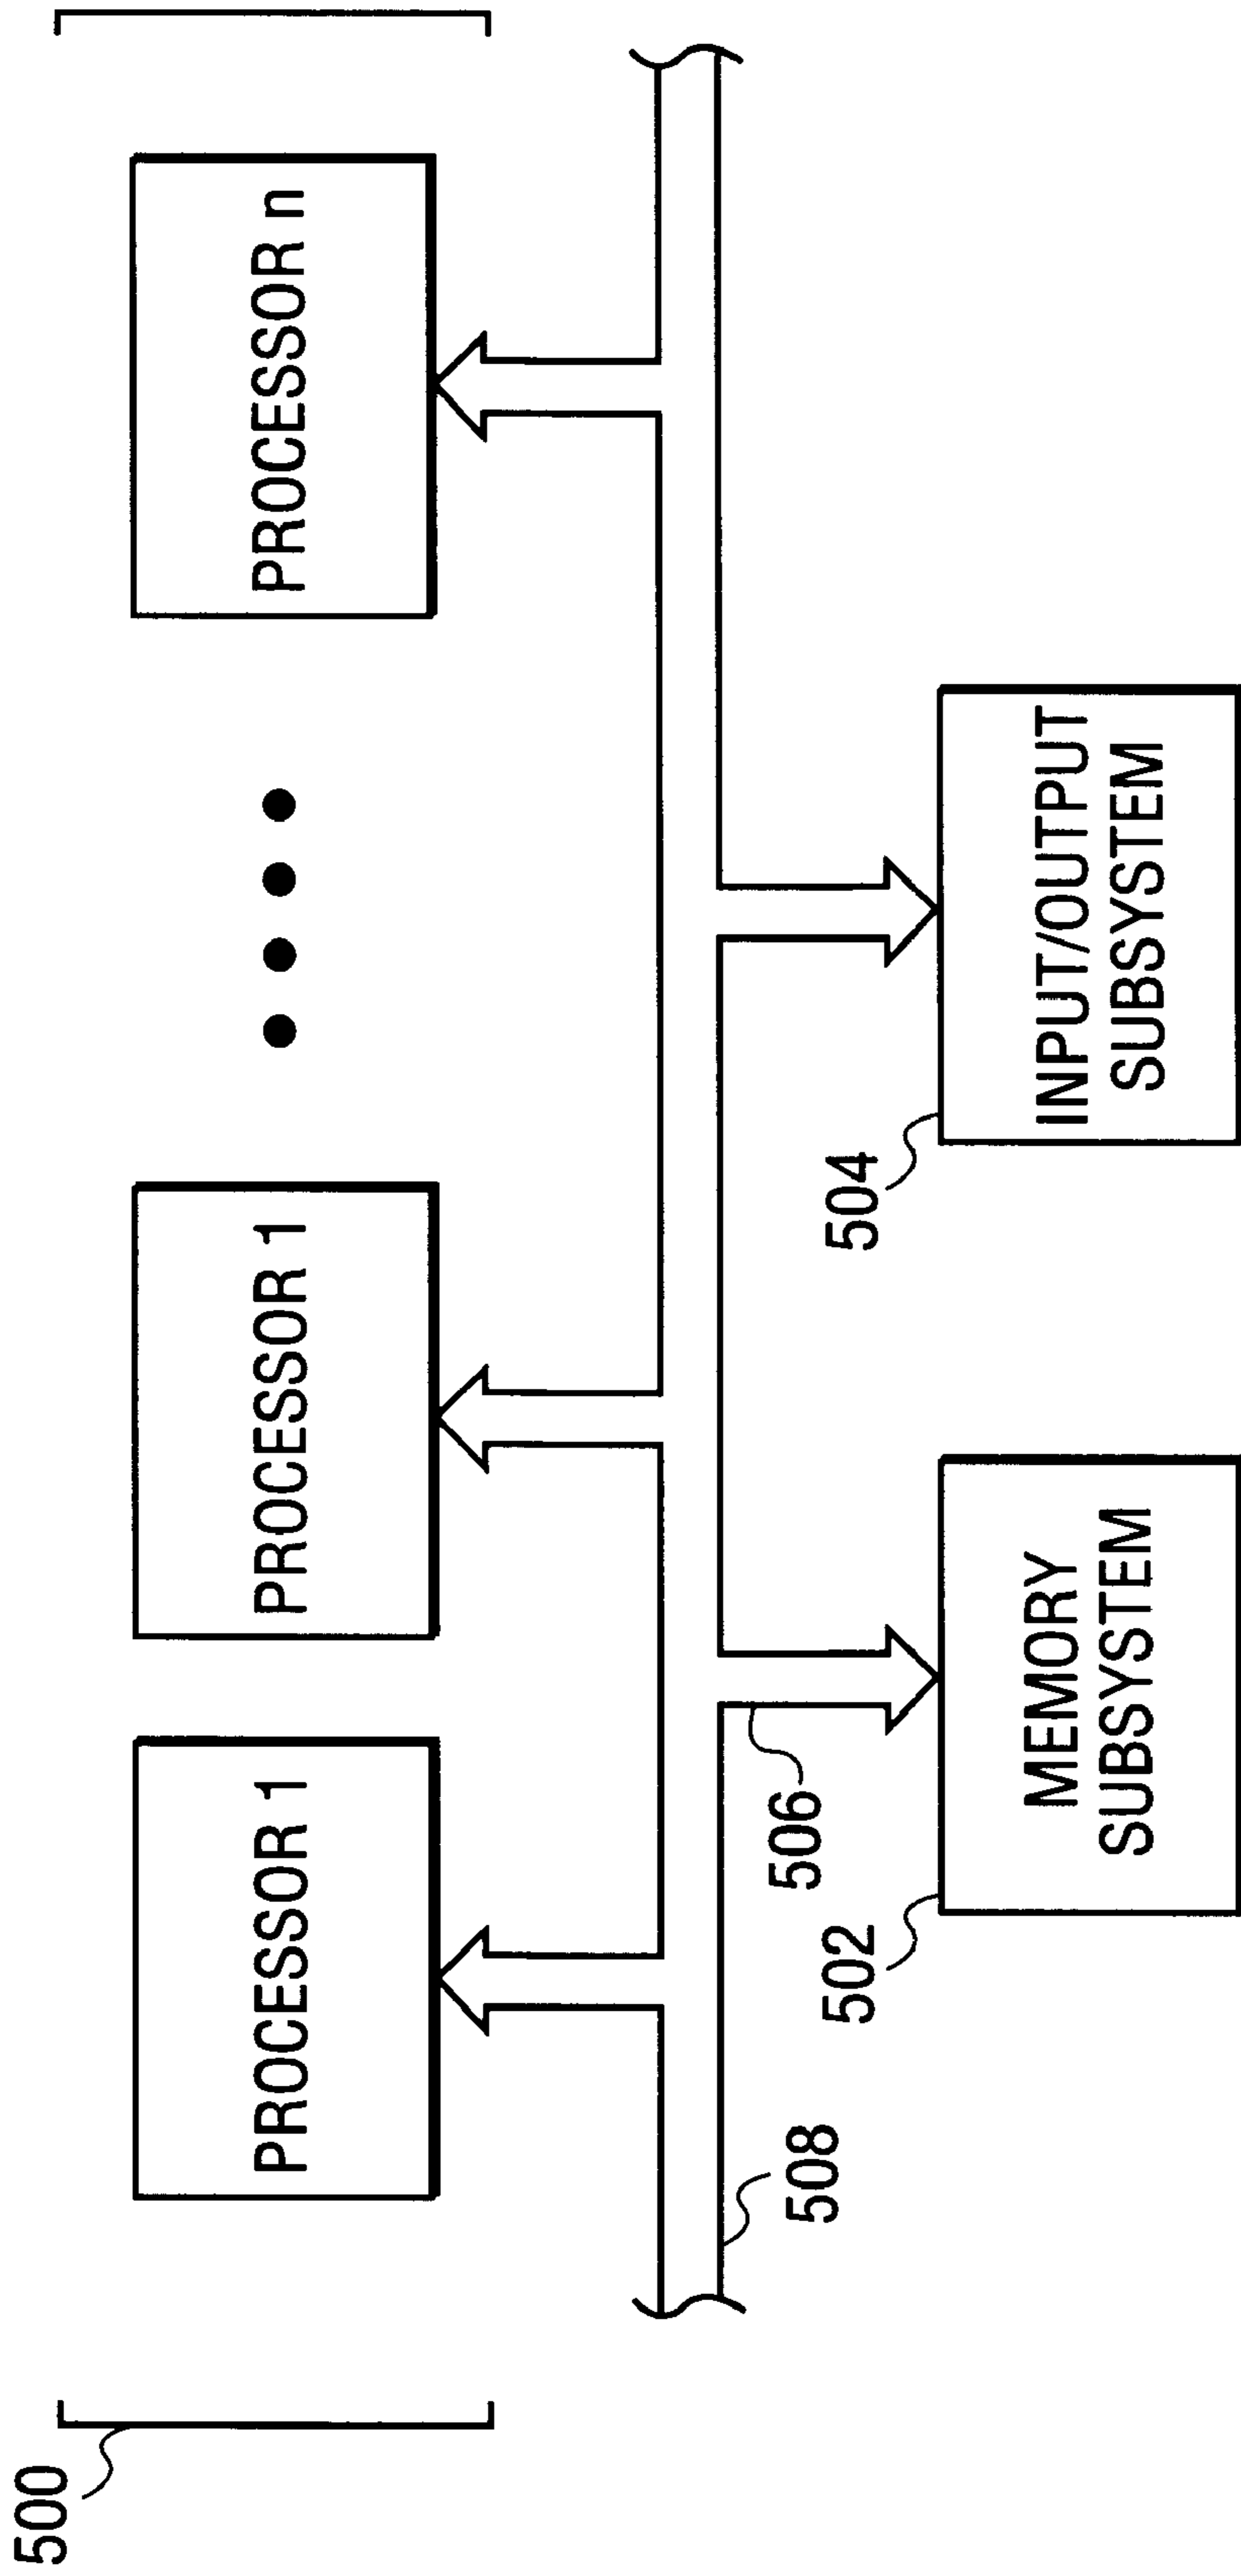 500
PROCESSOR 1
PROCESSOR 1
PROCESSOR n
508
506
502
MEMORY
SUBSYSTEM
504
INPUT/OUTPUT
SUBSYSTEM